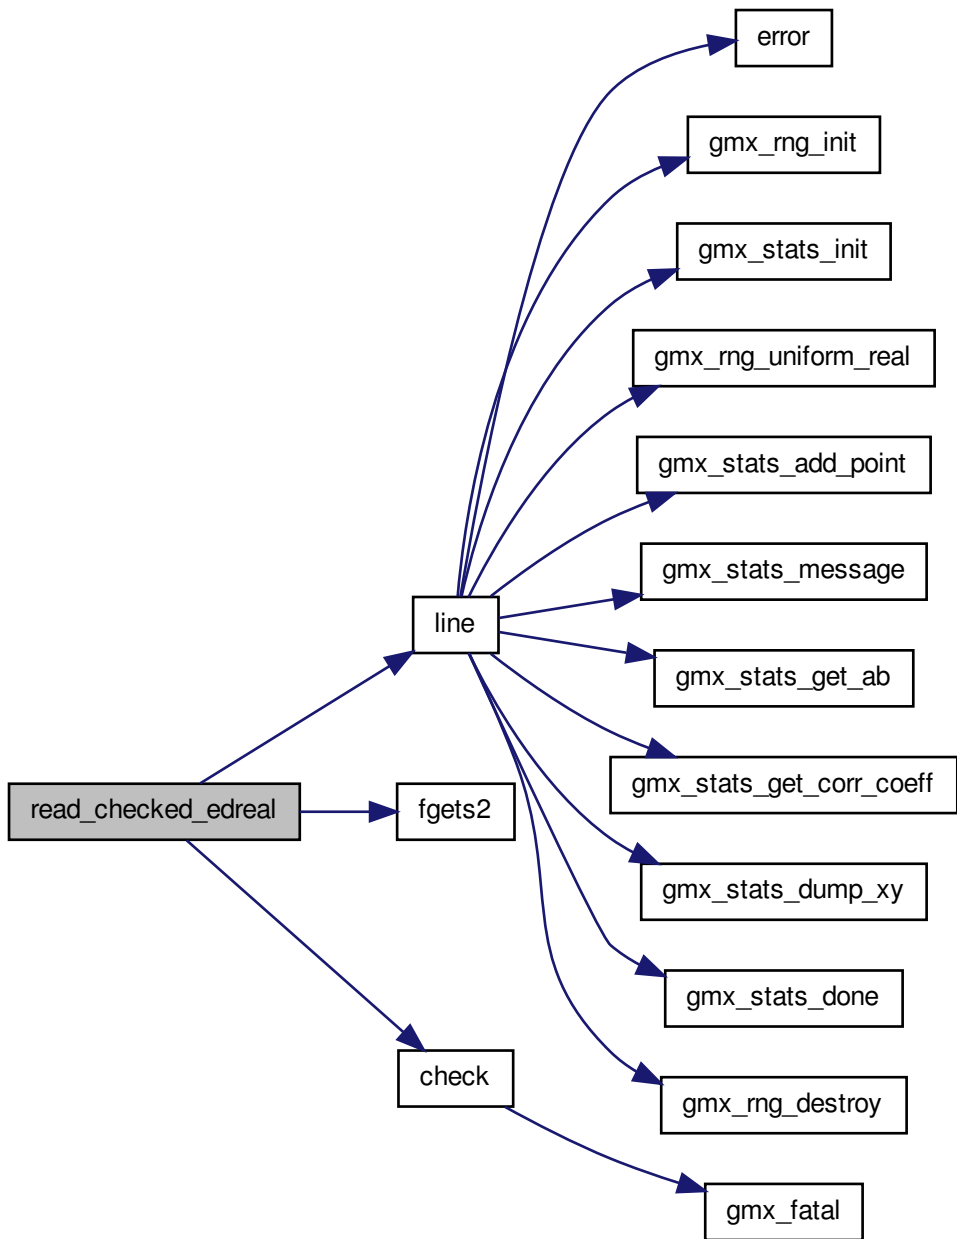 error
gmx_rng_init
gmx_stats_init
gmx_rng_uniform_real
gmx_stats_add_point
gmx_stats_message
line
gmx_stats_get_ab
gmx_stats_get_corr_coeff
read_checked_edreal
fgets2
gmx_stats_dump_xy
gmx_stats_done
check
gmx_rng_destroy
gmx_fatal